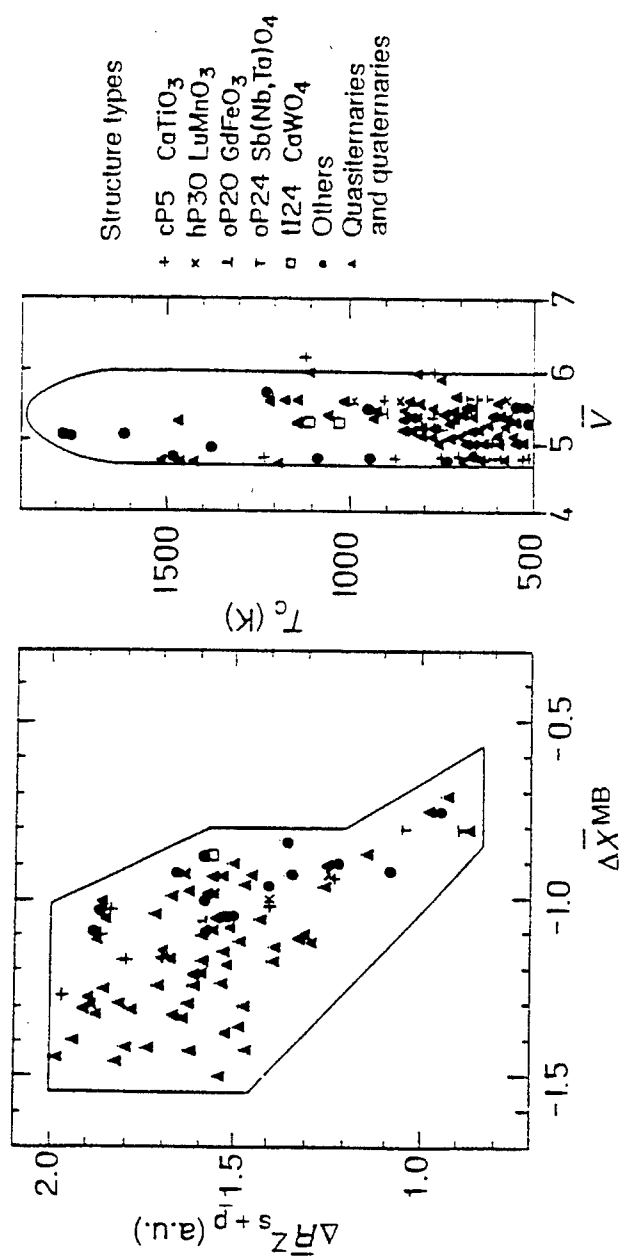 2.0
1.5
1.0
ΔR̄ᶻₛ₊ₚ (a.u.)
−1.5
−1.0
−0.5
ΔX̄ᴹᴮ
1500
1000
500
T_c (K)
4
5
6
7
V̄
Structure types
+ cP5 CaTiO₃
× hP30 LuMnO₃
⊥ oP20 GdFeO₃
⊤ oP24 Sb(Nb,Ta)O₄
□ tI24 CaWO₄
• Others
▲ Quasiternaries
and quaternaries